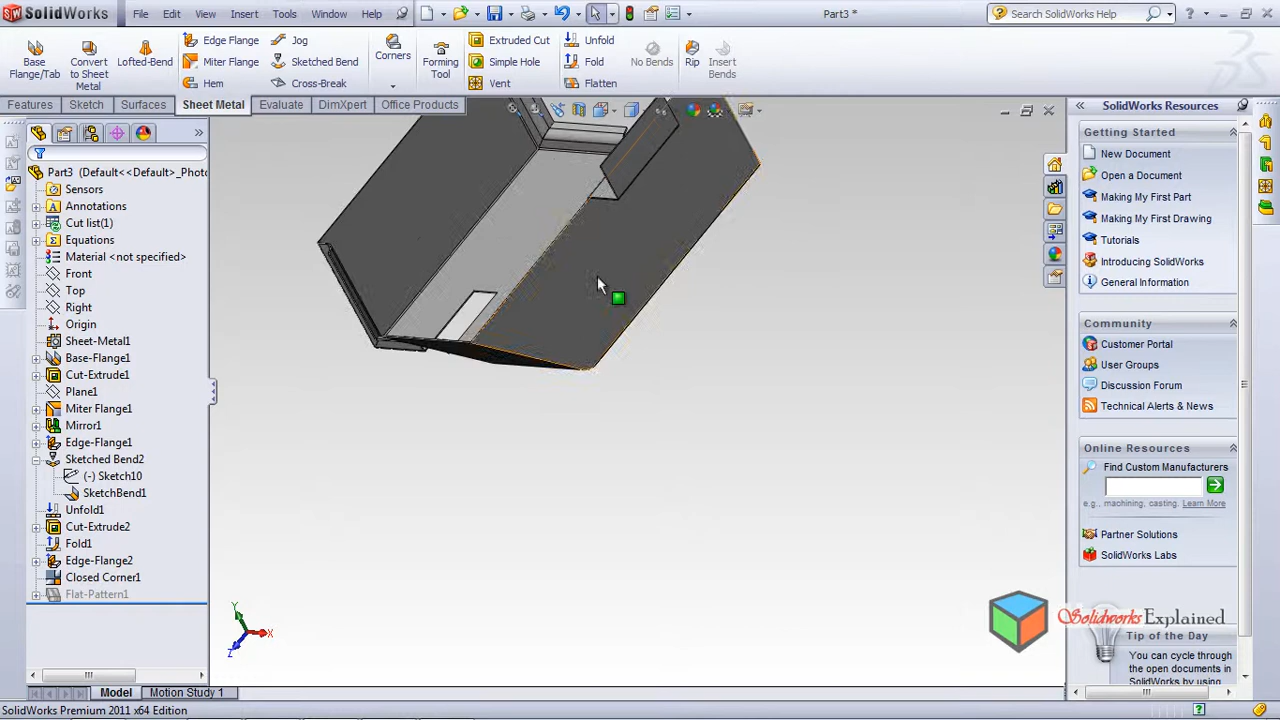 SolidWorks File Edit View Insert Tools Window Help Part3 * Search SolidWorks Help
Base Flange/Tab
Convert to Sheet Metal
Lofted-Bend
Edge Flange
Miter Flange
Hem
Jog
Sketched Bend
Cross-Break
Corners
Forming Tool
Extruded Cut
Simple Hole
Vent
Unfold
Fold
Flatten
No Bends
Rip
Insert Bends
Features Sketch Surfaces Sheet Metal Evaluate DimXpert Office Products
Part3 (Default<<Default>_Photo
Sensors
Annotations
Cut list(1)
Equations
Material <not specified>
Front
Top
Right
Origin
Sheet-Metal1
Base-Flange1
Cut-Extrude1
Plane1
Miter Flange1
Mirror1
Edge-Flange1
Sketched Bend2
(-) Sketch10
SketchBend1
Unfold1
Cut-Extrude2
Fold1
Edge-Flange2
Closed Corner1
Flat-Pattern1
Y
X
Z
SolidWorks Resources
Getting Started
New Document
Open a Document
Making My First Part
Making My First Drawing
Tutorials
Introducing SolidWorks
General Information
Community
Customer Portal
User Groups
Discussion Forum
Technical Alerts & News
Online Resources
Find Custom Manufacturers
e.g., machining, casting. Learn More
Partner Solutions
SolidWorks Labs
Solidworks Explained
Tip of the Day
You can cycle through
the open documents in
SolidWorks by using
Model Motion Study 1
SolidWorks Premium 2011 x64 Edition